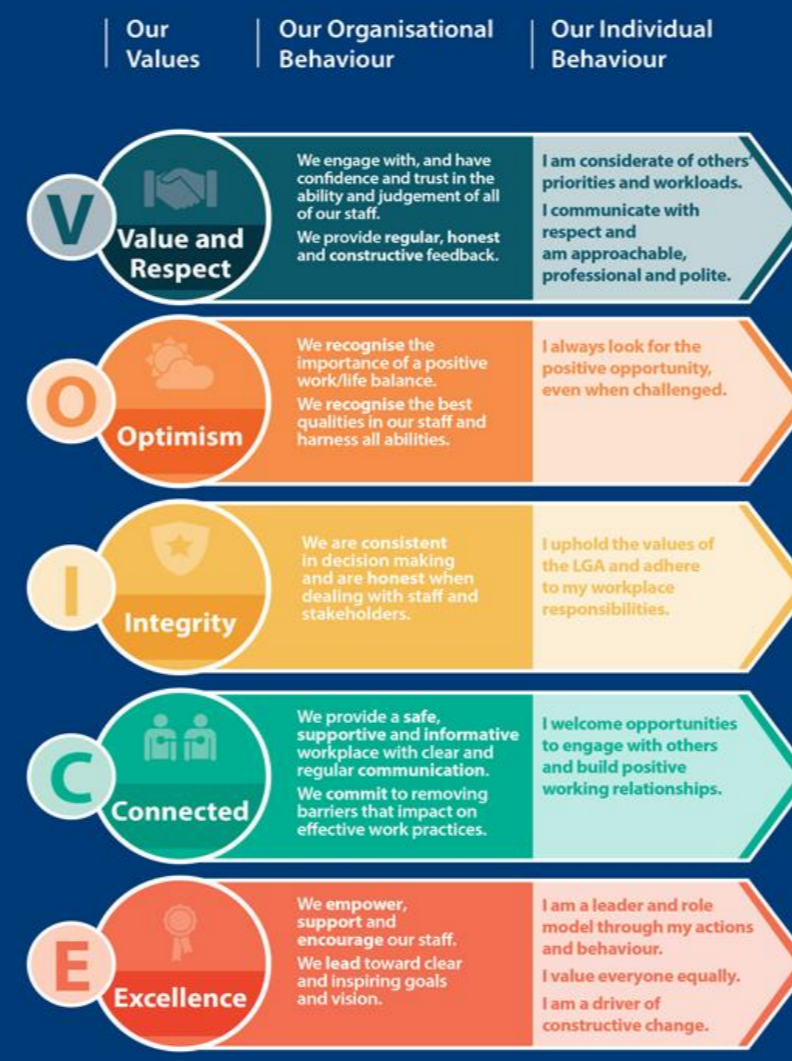 Our
Values
Our Organisational
Behaviour
Our Individual
Behaviour
V
Value and
Respect
We engage with, and have
confidence and trust in the
ability and judgement of all
of our staff.
We provide regular, honest
and constructive feedback.
I am considerate of others'
priorities and workloads.
I communicate with
respect and
am approachable,
professional and polite.
O
Optimism
We recognise the
importance of a positive
work/life balance.
We recognise the best
qualities in our staff and
harness all abilities.
I always look for the
positive opportunity,
even when challenged.
I
Integrity
We are consistent
in decision making
and are honest when
dealing with staff and
stakeholders.
I uphold the values of
the LGA and adhere
to my workplace
responsibilities.
C
Connected
We provide a safe,
supportive and informative
workplace with clear and
regular communication.
We commit to removing
barriers that impact on
effective work practices.
I welcome opportunities
to engage with others
and build positive
working relationships.
E
Excellence
We empower,
support and
encourage our staff.
We lead toward clear
and inspiring goals
and vision.
I am a leader and role
model through my actions
and behaviour.
I value everyone equally.
I am a driver of
constructive change.